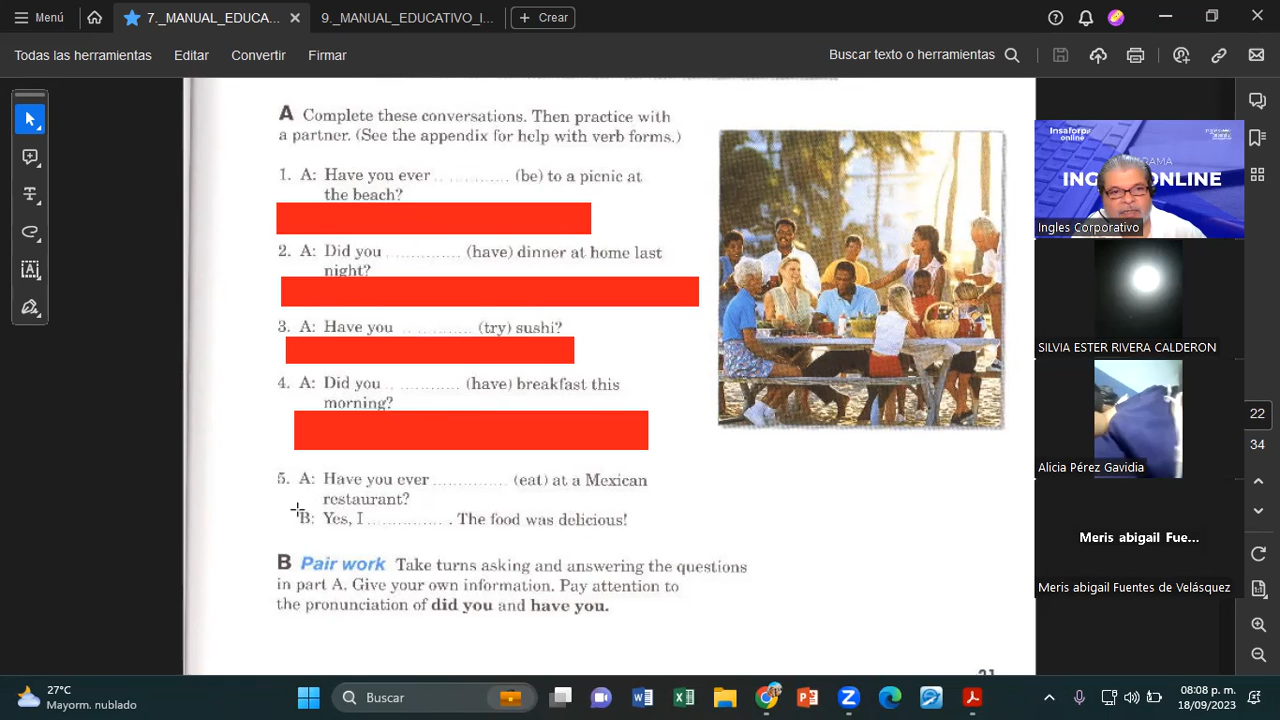 Menú
7._MANUAL_EDUCA...
9._MANUAL_EDUCATIVO_I...
Crear
Todas las herramientas
Editar
Convertir
Firmar
Buscar texto o herramientas
A Complete these conversations. Then practice with
a partner. (See the appendix for help with verb forms.)
1. A: Have you ever .............. (be) to a picnic at
the beach?
2. A: Did you .............. (have) dinner at home last
night?
3. A: Have you .............. (try) sushi?
4. A: Did you .............. (have) breakfast this
morning?
5. A: Have you ever .............. (eat) at a Mexican
restaurant?
B: Yes, I .............. . The food was delicious!
B Pair work Take turns asking and answering the questions
in part A. Give your own information. Pay attention to
the pronunciation of did you and have you.
21
Insaforp
online
ING ONLINE
Ingles Corporativo
SILVIA ESTER RIVERA CALDERON
Alicia Pérez Gavidia
Meris abigail Fue...
Meris abigail Fuentes de Velásquez
22
34
27°C
Mayorm. nublado
Buscar
08:08 p. m.
18/09/2023